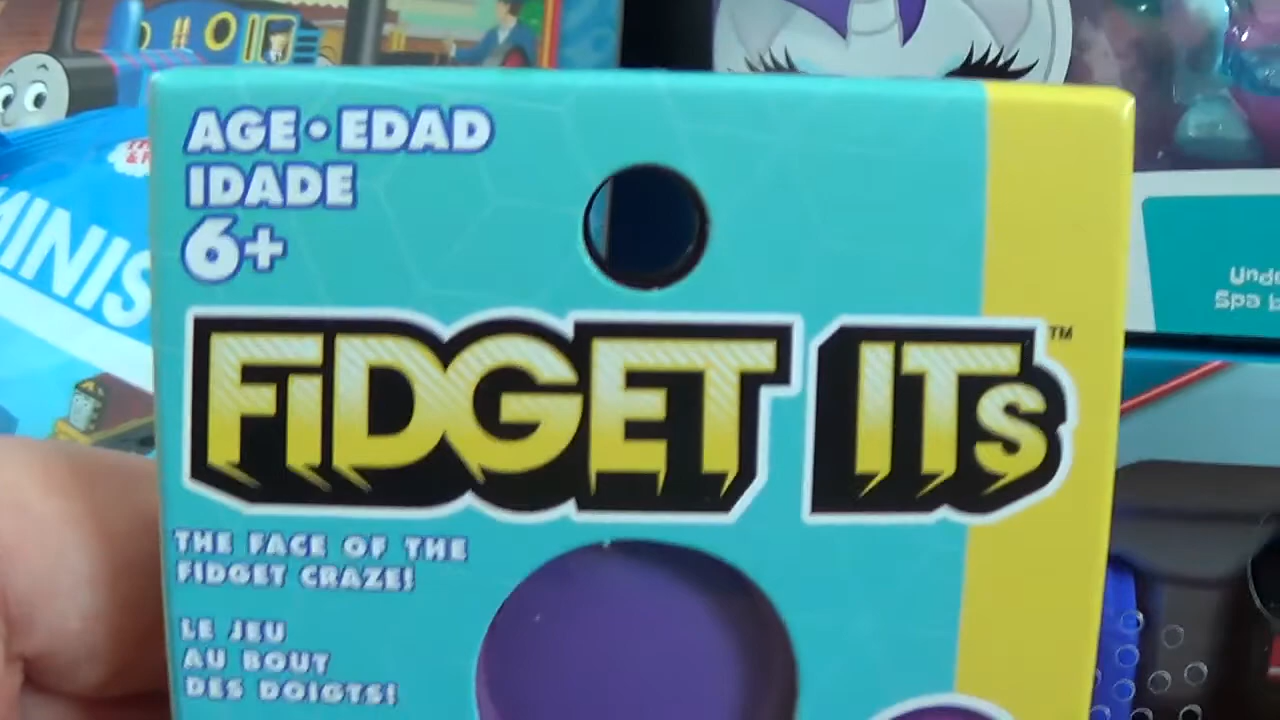 AGE • EDAD
IDADE
6+
FiDGET ITs™
THE FACE OF THE
FIDGET CRAZE!
LE JEU
AU BOUT
DES DOIGTS!
MINIS
Unde
Spa